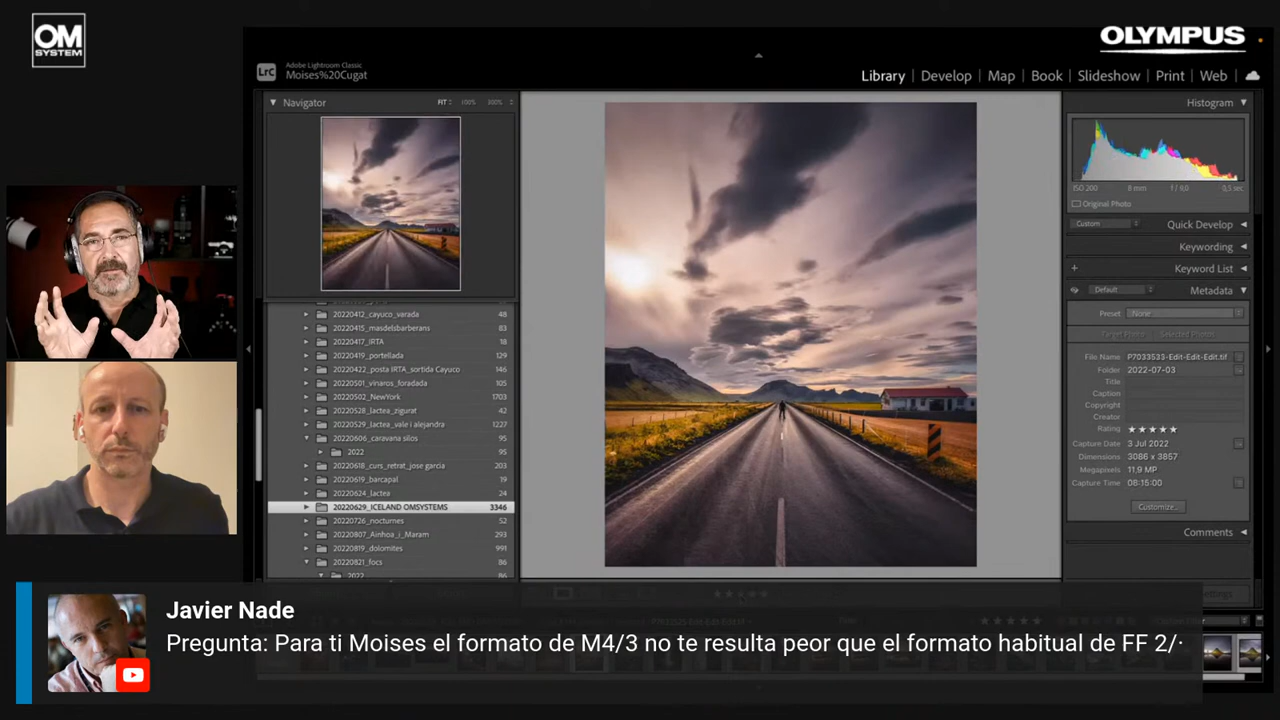 OM
SYSTEM
OLYMPUS
LrC
Adobe Lightroom Classic
Moises%20Cugat
Library | Develop | Map | Book | Slideshow | Print | Web
Navigator
FIT
100%
300%
20220412_cayuco_varada 48
20220415_masdelsbarberans 83
20220417_IRTA 18
20220419_portellada 129
20220422_posta IRTA_sortida Cayuco 146
20220501_vinaros_foradada 105
20220502_NewYork 1703
20220528_lactea_zigurat 42
20220529_lactea_vale i alejandra 1227
20220606_caravana silos 95
2022 95
20220618_curs_retrat_jose garcia 203
20220619_barcapal 19
20220624_lactea 24
20220629_ICELAND OMSYSTEMS 3346
20220726_nocturnes 52
20220807_Ainhoa_i_Maram 293
20220819_dolomites 991
20220821_focs 86
2022 86
Histogram
ISO 200 8 mm f / 9,0 0,5 sec
Original Photo
Custom
Quick Develop
Keywording
+ Keyword List
Default
Metadata
Preset None
Target Photo Selected Photos
File Name P7033533-Edit-Edit-Edit.tif
Folder 2022-07-03
Title
Caption
Copyright
Creator
Rating ★ ★ ★ ★ ★
Capture Date 3 Jul 2022
Dimensions 3086 x 3857
Megapixels 11,9 MP
Capture Time 08:15:00
Customize...
Comments
Javier Nade
Pregunta: Para ti Moises el formato de M4/3 no te resulta peor que el formato habitual de FF 2/